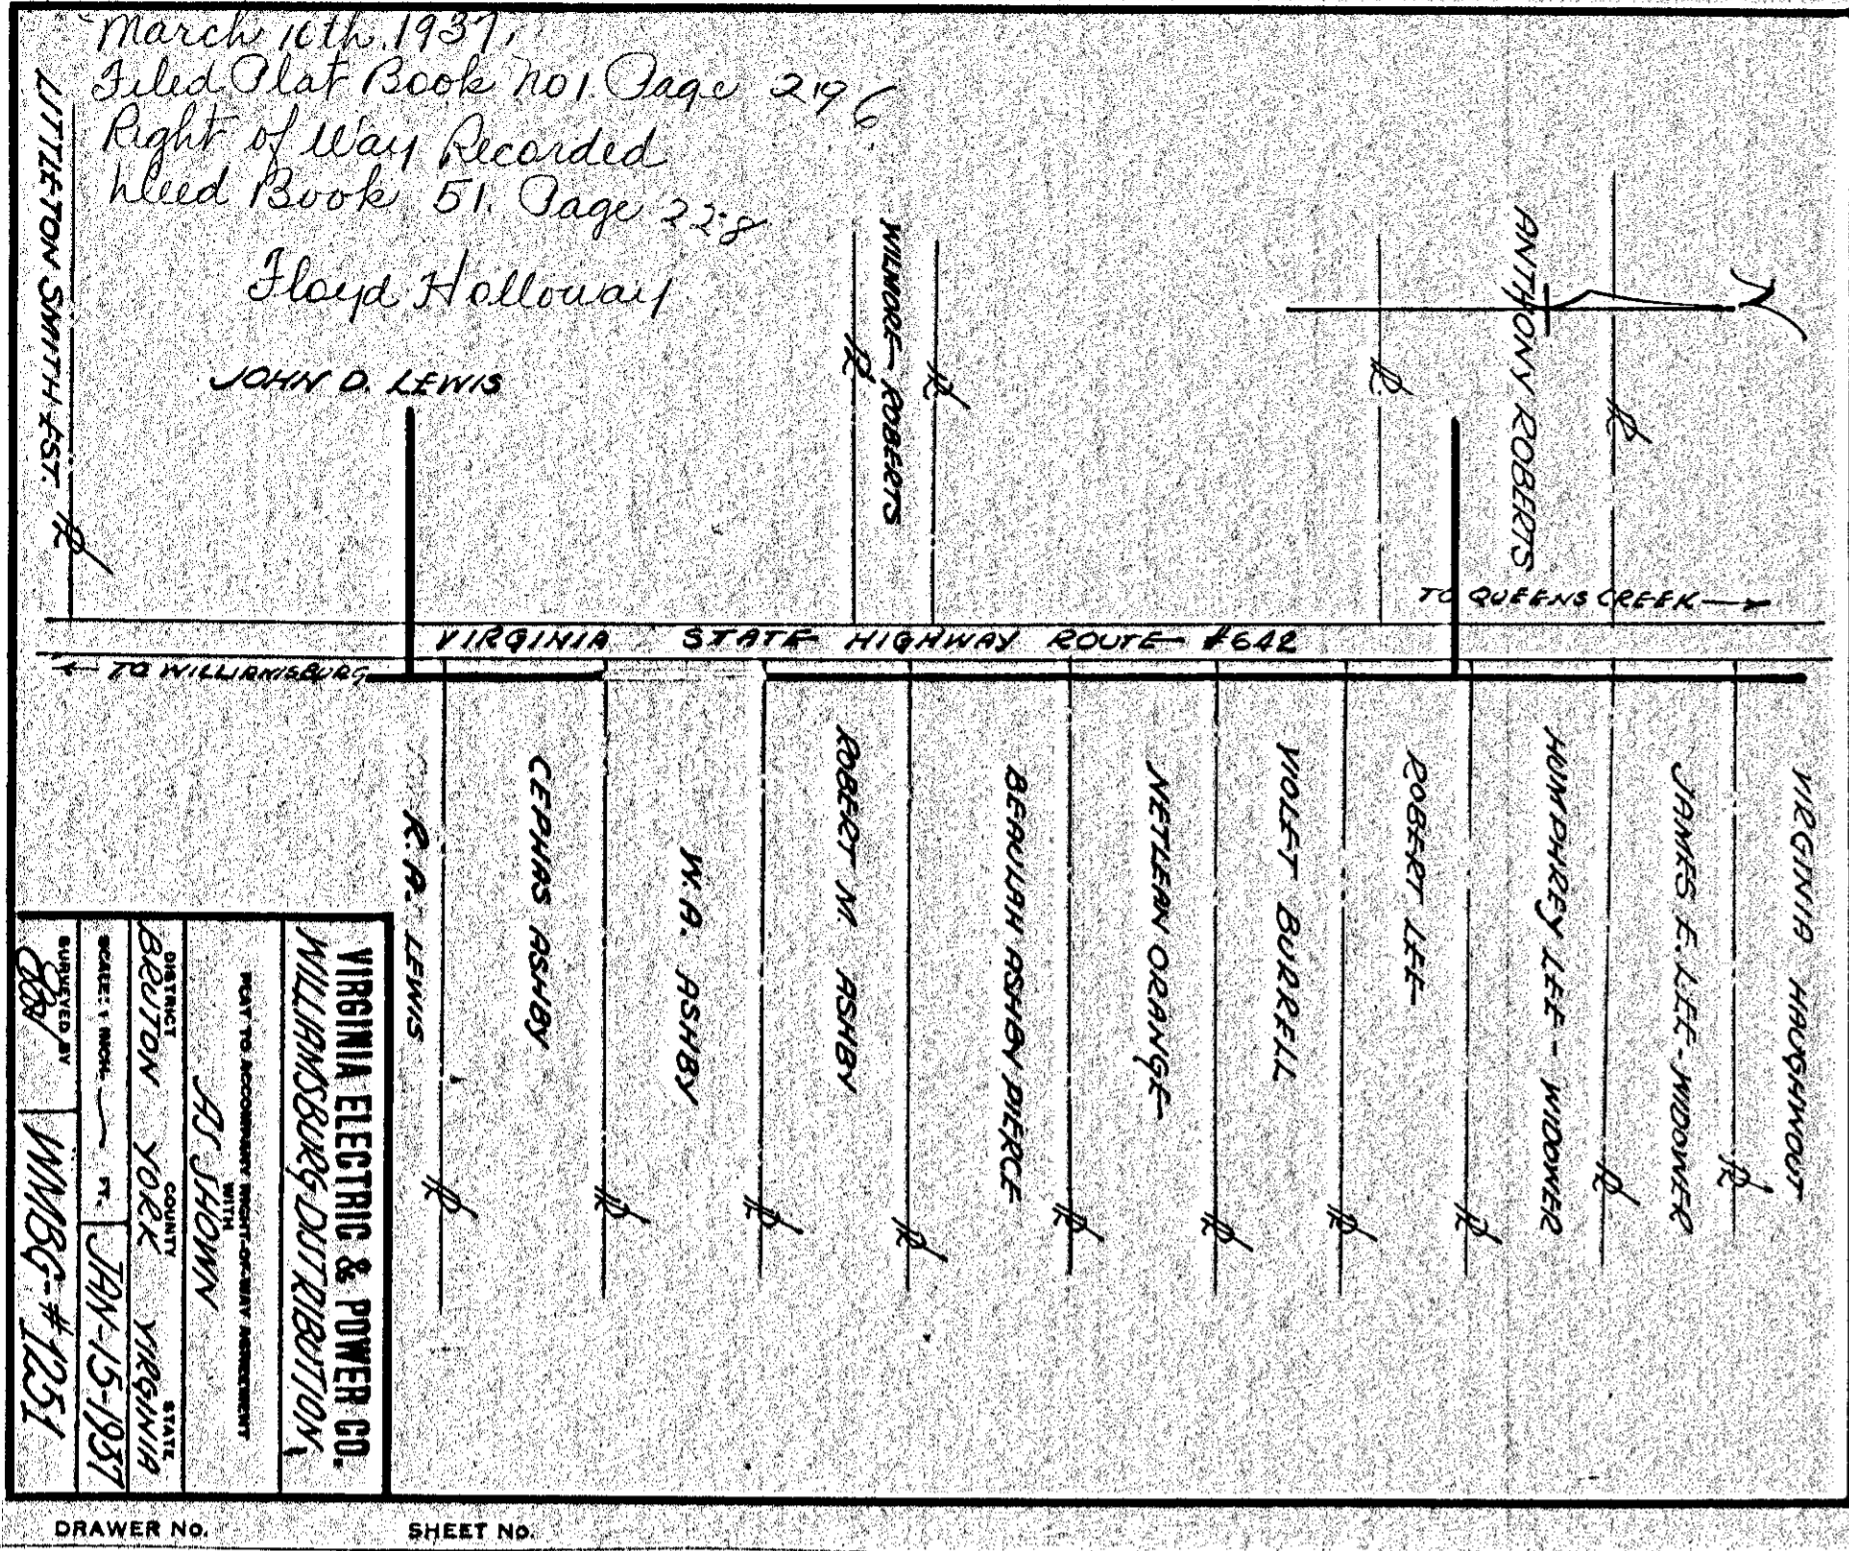 March 16th. 1937,
Filed Plat Book No 1. Page 296
Right of Way Recorded
Deed Book 51. Page 228
Floyd Holloway
LITTLETON SMITH EST.
JOHN D. LEWIS
WILMORE ROBERTS
ANTHONY ROBERTS
TO QUEENS CREEK
VIRGINIA STATE HIGHWAY ROUTE #642
TO WILLIAMSBURG
R. A. LEWIS
CEPHAS ASHBY
W. A. ASHBY
ROBERT N. ASHBY
BEAULAH ASHBY PIERCE
NETLEAN ORANGE
VIOLET BURRELL
ROBERT LEE
HUMPHREY LEE - WIDOWER
JAMES E. LEE - WIDOWER
VIRGINIA HAUGHWOUT
VIRGINIA ELECTRIC & POWER CO.
WILLIAMSBURG-DISTRIBUTION
PLAT TO ACCOMPANY RIGHT-OF-WAY AGREEMENT
WITH
AS SHOWN
DISTRICT COUNTY STATE
BRUTON YORK VIRGINIA
SCALE: 1 INCH FT. JAN-15-1937
SURVEYED BY
WMBG-#1251
DRAWER NO. SHEET NO.